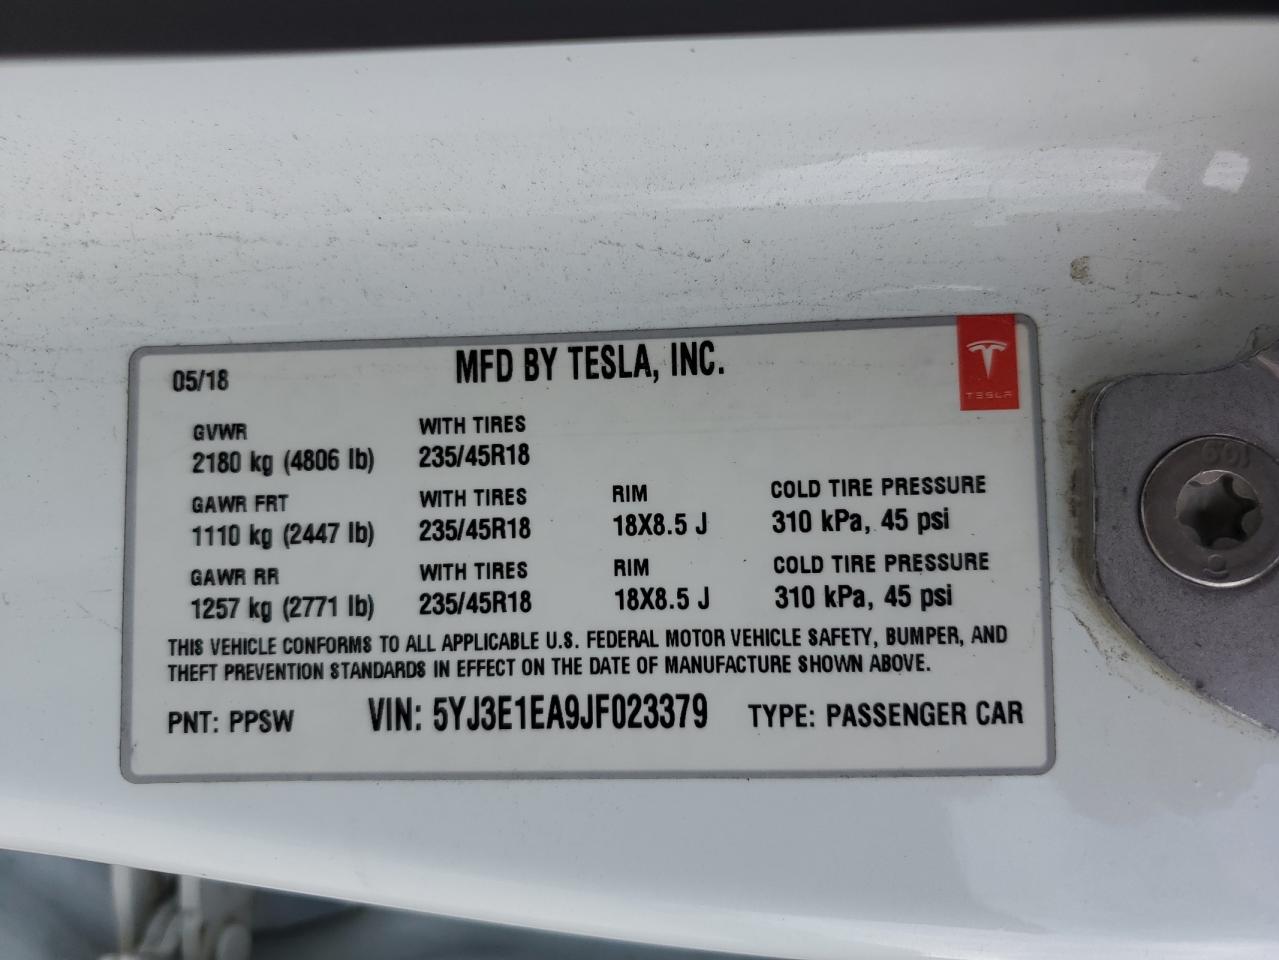 MFD BY TESLA, INC.
05/18
TESLA
GVWR WITH TIRES
2180 kg (4806 lb) 235/45R18
GAWR FRT WITH TIRES RIM COLD TIRE PRESSURE
1110 kg (2447 lb) 235/45R18 18X8.5 J 310 kPa, 45 psi
GAWR RR WITH TIRES RIM COLD TIRE PRESSURE
1257 kg (2771 lb) 235/45R18 18X8.5 J 310 kPa, 45 psi
THIS VEHICLE CONFORMS TO ALL APPLICABLE U.S. FEDERAL MOTOR VEHICLE SAFETY, BUMPER, AND
THEFT PREVENTION STANDARDS IN EFFECT ON THE DATE OF MANUFACTURE SHOWN ABOVE.
PNT: PPSW VIN: 5YJ3E1EA9JF023379 TYPE: PASSENGER CAR